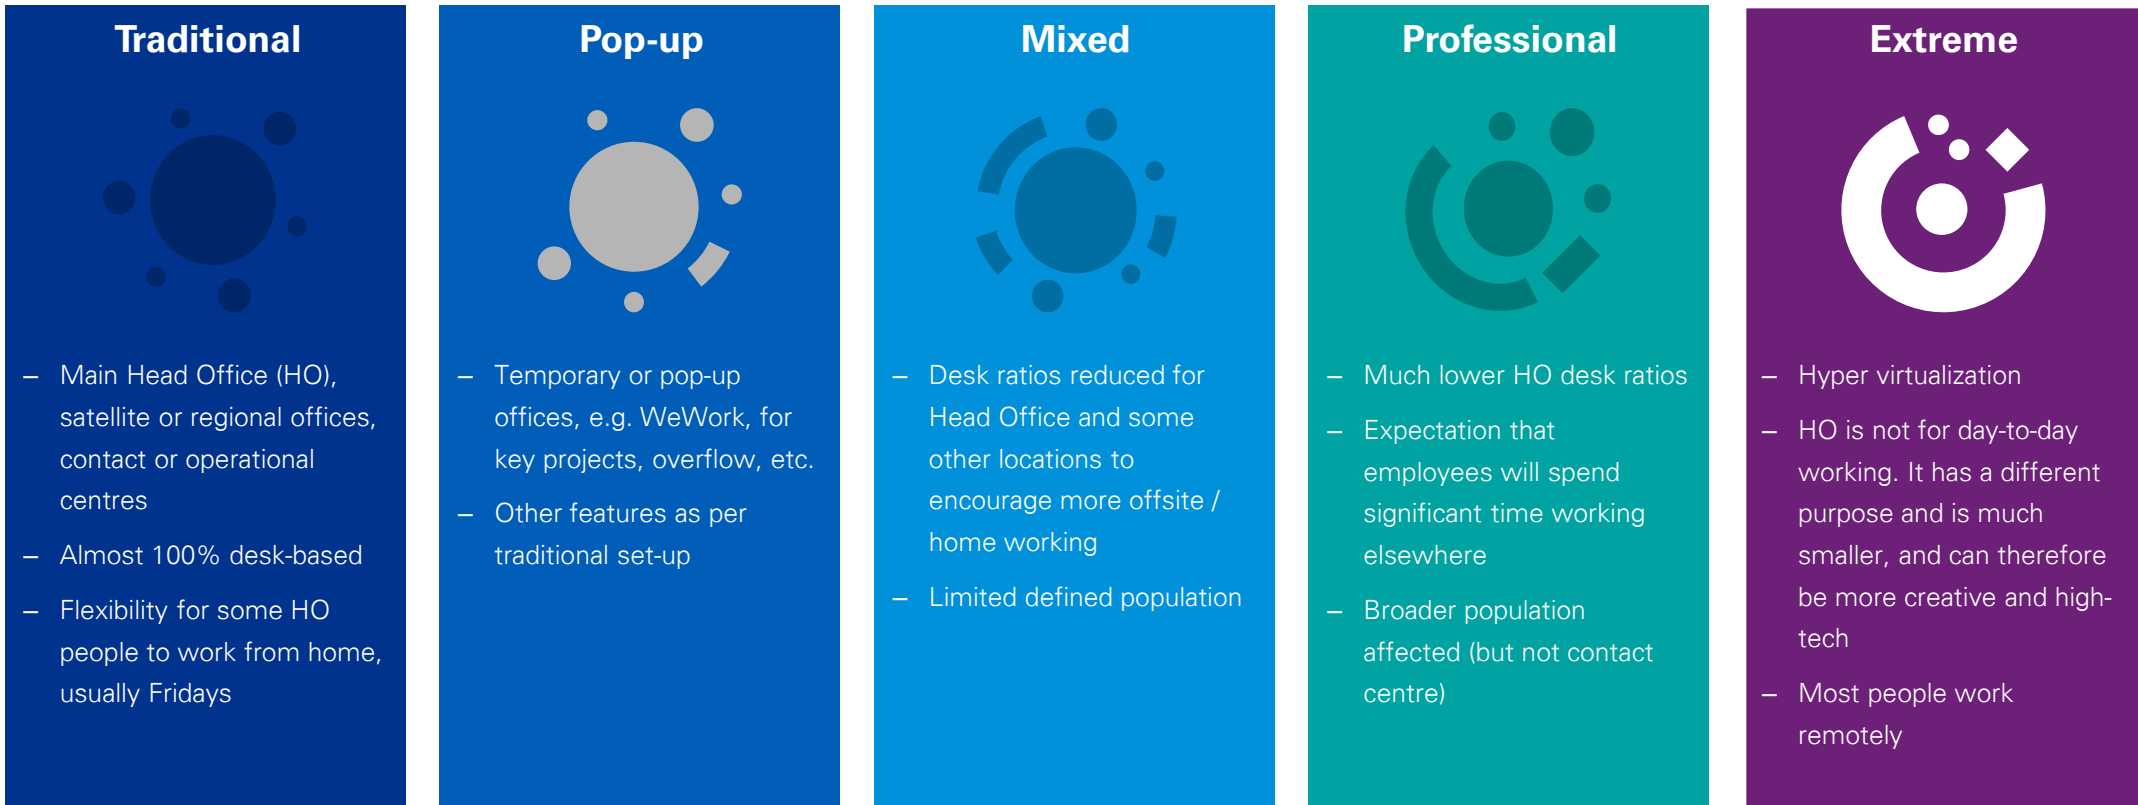 Traditional
– Main Head Office (HO),
satellite or regional offices,
contact or operational
centres
– Almost 100% desk-based
– Flexibility for some HO
people to work from home,
usually Fridays
Pop-up
– Temporary or pop-up
offices, e.g. WeWork, for
key projects, overflow, etc.
– Other features as per
traditional set-up
Mixed
– Desk ratios reduced for
Head Office and some
other locations to
encourage more offsite /
home working
– Limited defined population
Professional
– Much lower HO desk ratios
– Expectation that
employees will spend
significant time working
elsewhere
– Broader population
affected (but not contact
centre)
Extreme
– Hyper virtualization
– HO is not for day-to-day
working. It has a different
purpose and is much
smaller, and can therefore
be more creative and high-
tech
– Most people work
remotely